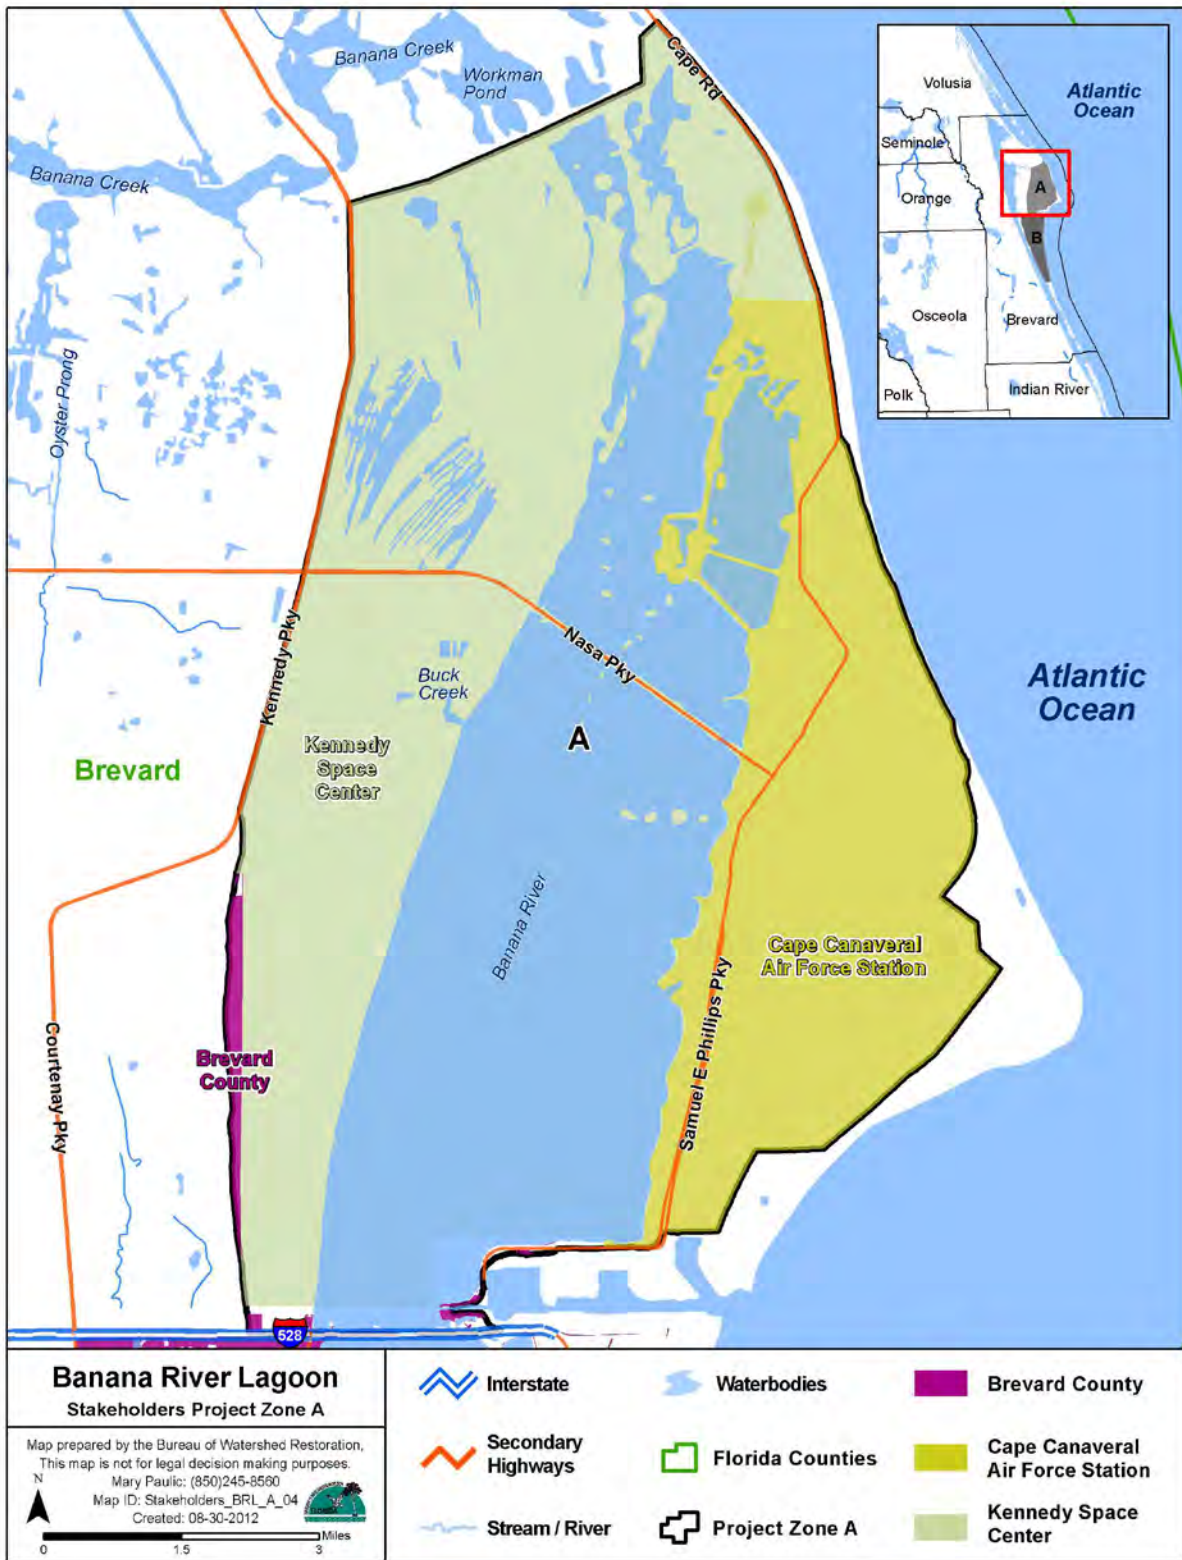 Banana Creek
Workman
Pond
Cape Rd
Banana Creek
Oyster Prong
Volusia
Atlantic
Ocean
Seminole
Orange
A
B
Osceola
Brevard
Polk
Indian River
Kennedy Pky
Nasa Pky
Buck
Creek
A
Atlantic
Ocean
Brevard
Kennedy
Space
Center
Banana River
Cape Canaveral
Air Force Station
Samuel E Phillips Pky
Courtenay Pky
Brevard
County
528
Banana River Lagoon
Stakeholders Project Zone A
Map prepared by the Bureau of Watershed Restoration,
This map is not for legal decision making purposes.
Mary Paulic: (850)245-8560
Map ID: Stakeholders_BRL_A_04
Created: 08-30-2012
N
Miles
0 1.5 3
Interstate
Secondary
Highways
Stream / River
Waterbodies
Florida Counties
Project Zone A
Brevard County
Cape Canaveral
Air Force Station
Kennedy Space
Center